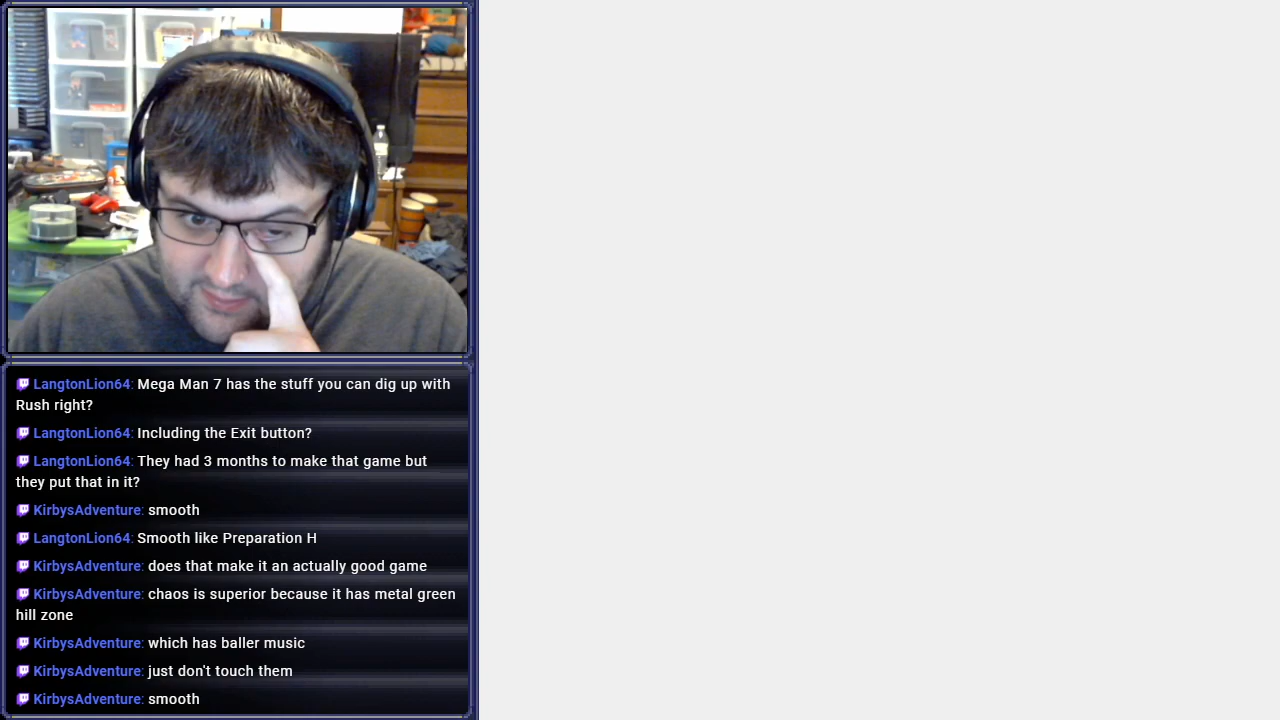 LangtonLion64: Mega Man 7 has the stuff you can dig up with
Rush right?
LangtonLion64: Including the Exit button?
LangtonLion64: They had 3 months to make that game but
they put that in it?
KirbysAdventure: smooth
LangtonLion64: Smooth like Preparation H
KirbysAdventure: does that make it an actually good game
KirbysAdventure: chaos is superior because it has metal green
hill zone
KirbysAdventure: which has baller music
KirbysAdventure: just don't touch them
KirbysAdventure: smooth